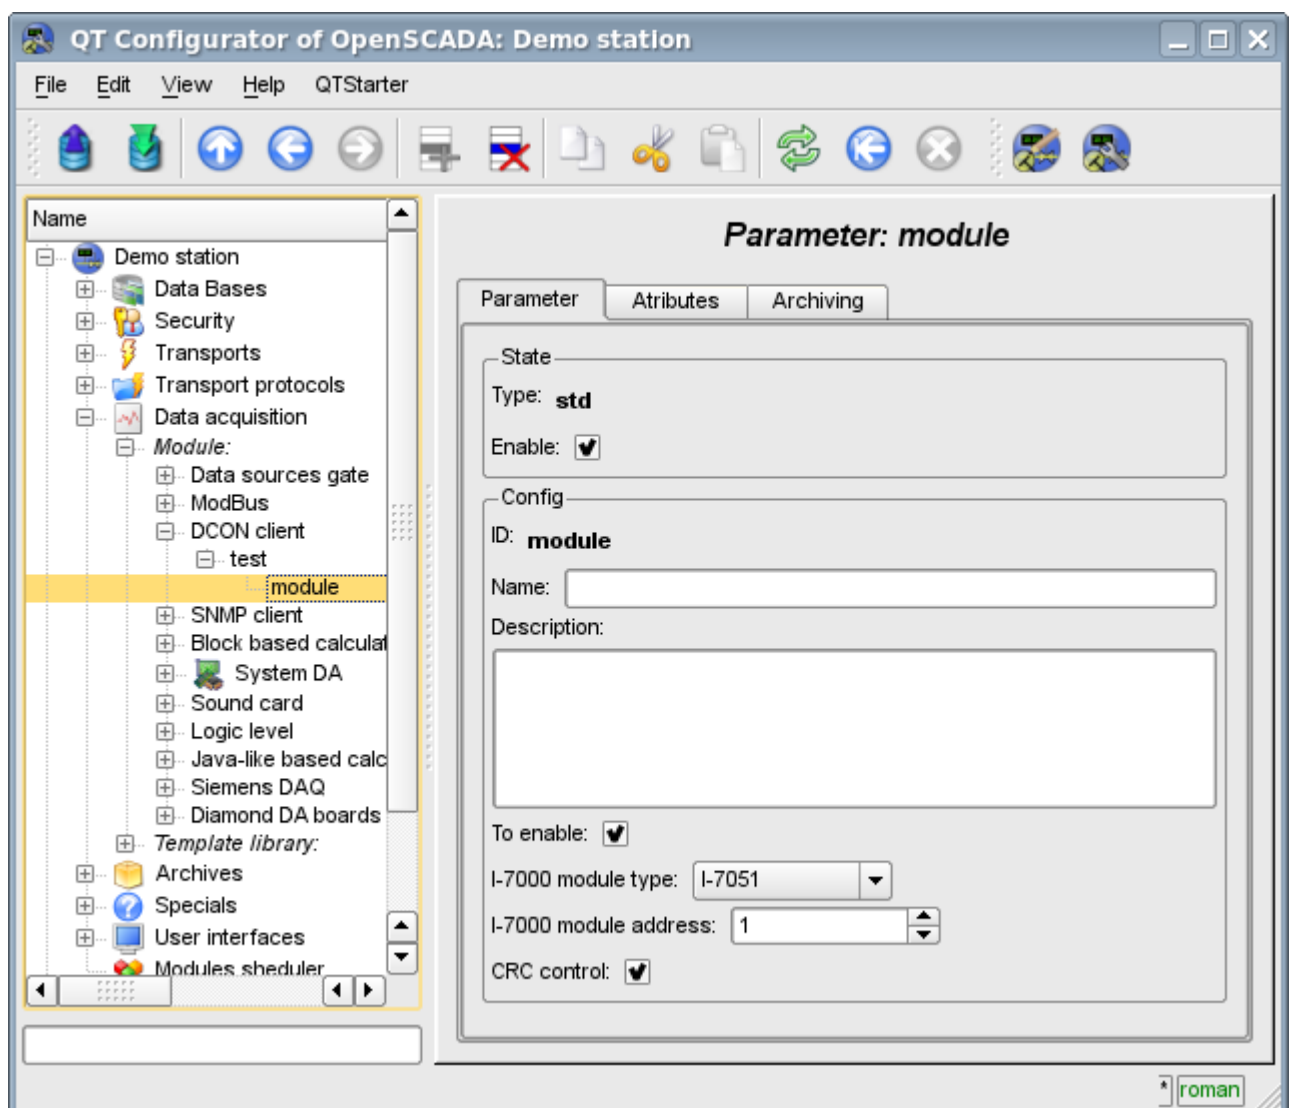 QT Configurator of OpenSCADA: Demo station
File Edit View Help QTStarter
Name
Demo station
Data Bases
Security
Transports
Transport protocols
Data acquisition
Module:
Data sources gate
ModBus
DCON client
test
module
SNMP client
Block based calculat
System DA
Sound card
Logic level
Java-like based calc
Siemens DAQ
Diamond DA boards
Template library:
Archives
Specials
User interfaces
Modules sheduler
Parameter: module
Parameter Atributes Archiving
State
Type: std
Enable:
Config
ID: module
Name:
Description:
To enable:
I-7000 module type: I-7051
I-7000 module address: 1
CRC control:
* roman